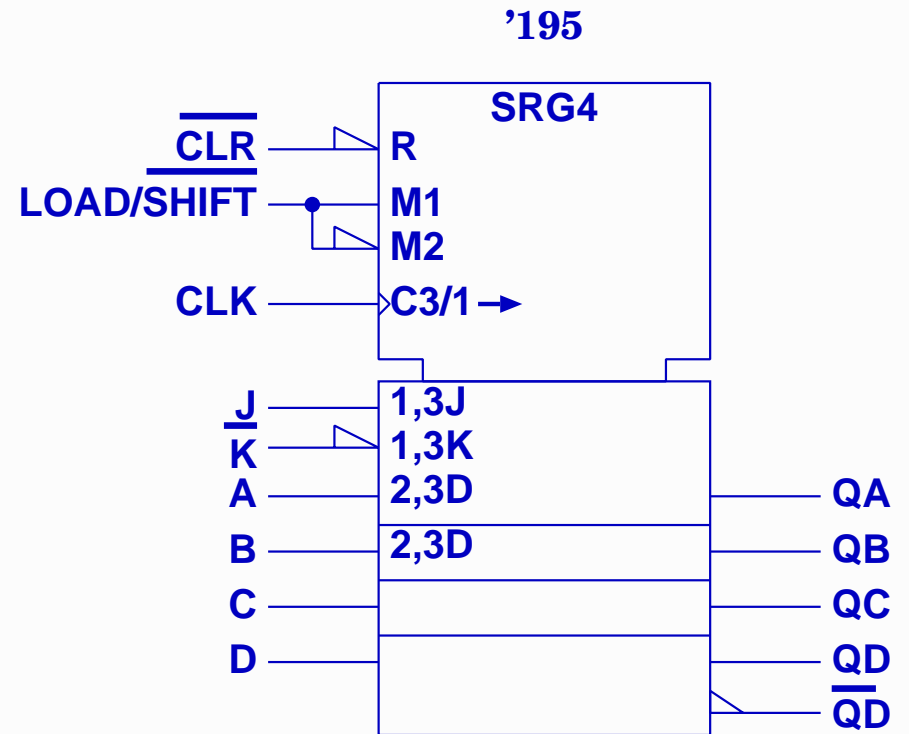 ’195
SRG4
CLR R
LOAD/SHIFT M1
M2
CLK C3/1
J 1,3J
K 1,3K
A 2,3D QA
B 2,3D QB
C QC
D QD
QD